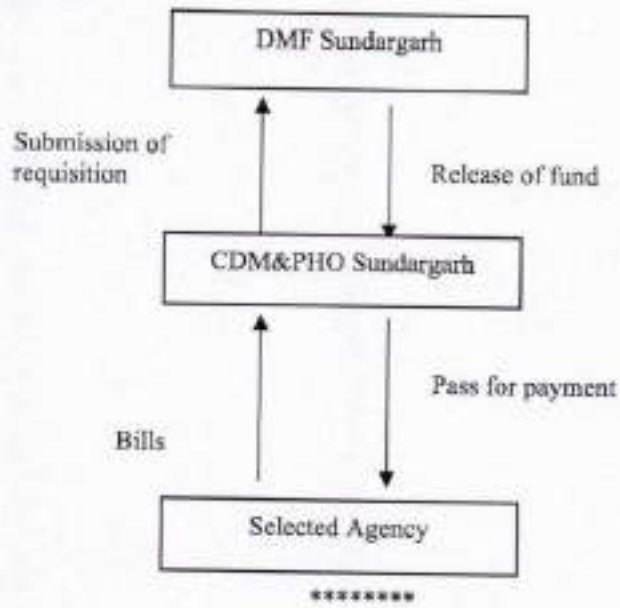 DMF Sundargarh
Submission of
requisition
Release of fund
CDM&PHO Sundargarh
Pass for payment
Bills
Selected Agency
********